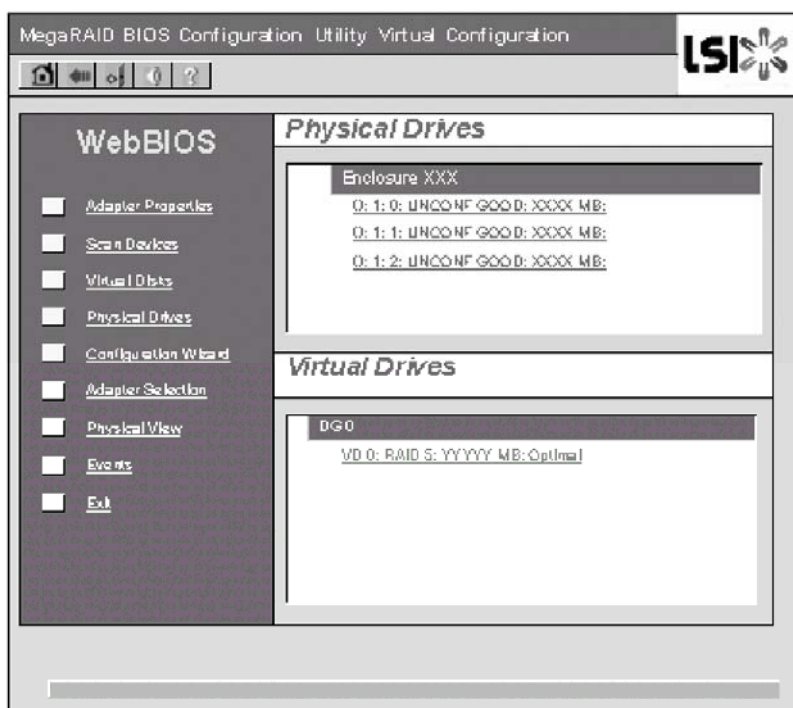 MegaRAID BIOS Configuration Utility Virtual Configuration
LSI
?
WebBIOS
Adapter Properties
Scan Devices
Virtual Disks
Physical Drives
Configuration Wizard
Adapter Selection
Physical View
Events
Exit
Physical Drives
Enclosure XXX
0: 1: 0: UNCONF GOOD: XXXX MB:
0: 1: 1: UNCONF GOOD: XXXX MB:
0: 1: 2: UNCONF GOOD: XXXX MB:
Virtual Drives
DG 0
VD 0: RAID 5: YYYYY MB: Optimal